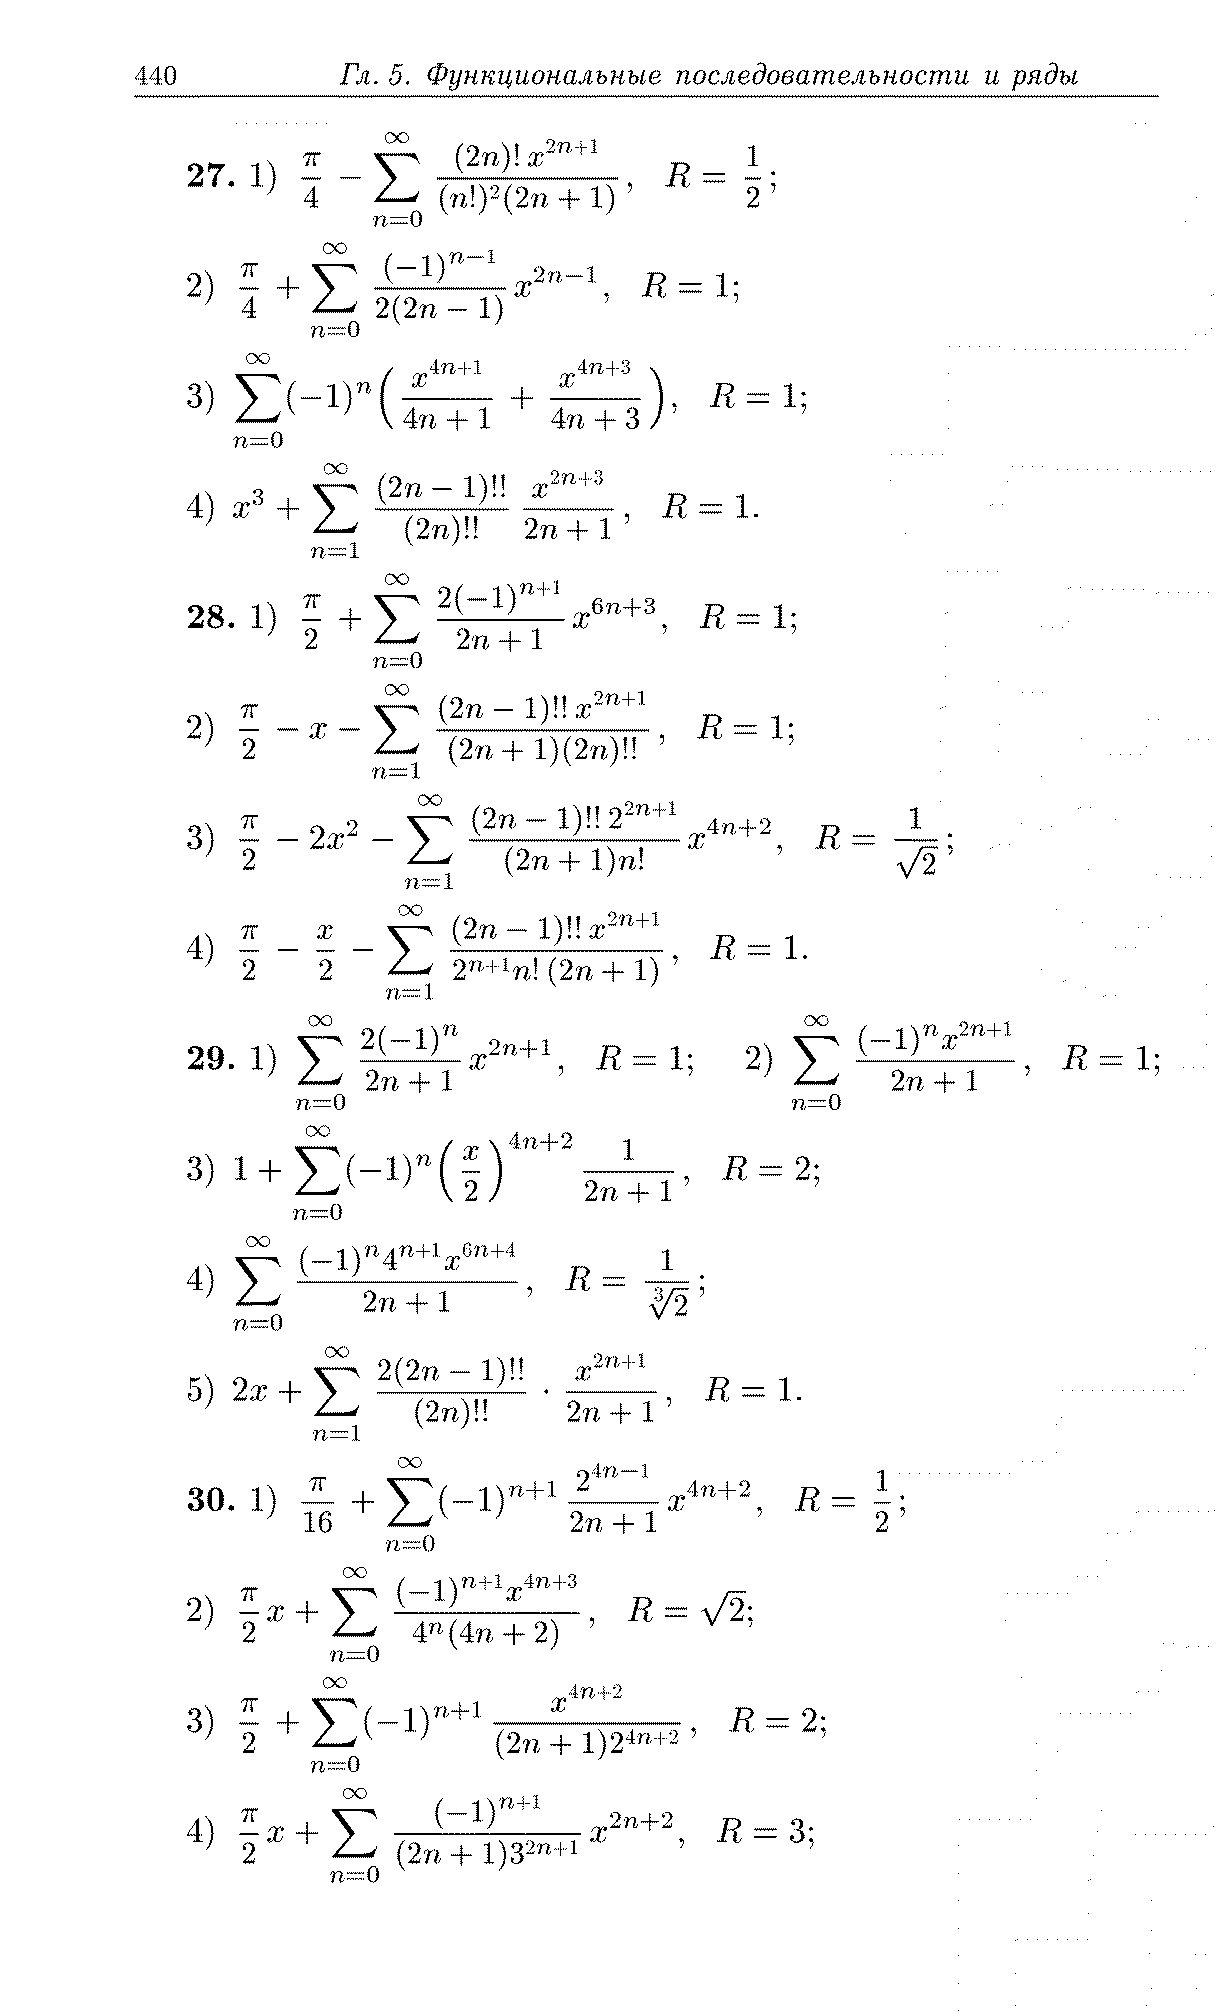 440 Гл. 5. Функциональные последовательности и ряды
27. 1) $\frac{\pi}{4} - \sum_{n=0}^{\infty} \frac{(2n)!\, x^{2n+1}}{(n!)^2(2n+1)}$, $R = \frac{1}{2}$;
2) $\frac{\pi}{4} + \sum_{n=0}^{\infty} \frac{(-1)^{n-1}}{2(2n-1)} x^{2n-1}$, $R = 1$;
3) $\sum_{n=0}^{\infty} (-1)^n \left( \frac{x^{4n+1}}{4n+1} + \frac{x^{4n+3}}{4n+3} \right)$, $R = 1$;
4) $x^3 + \sum_{n=1}^{\infty} \frac{(2n-1)!!}{(2n)!!} \frac{x^{2n+3}}{2n+1}$, $R = 1$.
28. 1) $\frac{\pi}{2} + \sum_{n=0}^{\infty} \frac{2(-1)^{n+1}}{2n+1} x^{6n+3}$, $R = 1$;
2) $\frac{\pi}{2} - x - \sum_{n=1}^{\infty} \frac{(2n-1)!!\, x^{2n+1}}{(2n+1)(2n)!!}$, $R = 1$;
3) $\frac{\pi}{2} - 2x^2 - \sum_{n=1}^{\infty} \frac{(2n-1)!!\, 2^{2n+1}}{(2n+1)n!} x^{4n+2}$, $R = \frac{1}{\sqrt{2}}$;
4) $\frac{\pi}{2} - \frac{x}{2} - \sum_{n=1}^{\infty} \frac{(2n-1)!!\, x^{2n+1}}{2^{n+1} n!\, (2n+1)}$, $R = 1$.
29. 1) $\sum_{n=0}^{\infty} \frac{2(-1)^n}{2n+1} x^{2n+1}$, $R = 1$; 2) $\sum_{n=0}^{\infty} \frac{(-1)^n x^{2n+1}}{2n+1}$, $R = 1$;
3) $1 + \sum_{n=0}^{\infty} (-1)^n \left( \frac{x}{2} \right)^{4n+2} \frac{1}{2n+1}$, $R = 2$;
4) $\sum_{n=0}^{\infty} \frac{(-1)^n 4^{n+1} x^{6n+4}}{2n+1}$, $R = \frac{1}{\sqrt[3]{2}}$;
5) $2x + \sum_{n=1}^{\infty} \frac{2(2n-1)!!}{(2n)!!} \cdot \frac{x^{2n+1}}{2n+1}$, $R = 1$.
30. 1) $\frac{\pi}{16} + \sum_{n=0}^{\infty} (-1)^{n+1} \frac{2^{4n-1}}{2n+1} x^{4n+2}$, $R = \frac{1}{2}$;
2) $\frac{\pi}{2} x + \sum_{n=0}^{\infty} \frac{(-1)^{n+1} x^{4n+3}}{4^n (4n+2)}$, $R = \sqrt{2}$;
3) $\frac{\pi}{2} + \sum_{n=0}^{\infty} (-1)^{n+1} \frac{x^{4n+2}}{(2n+1)2^{4n+2}}$, $R = 2$;
4) $\frac{\pi}{2} x + \sum_{n=0}^{\infty} \frac{(-1)^{n+1}}{(2n+1)3^{2n+1}} x^{2n+2}$, $R = 3$;